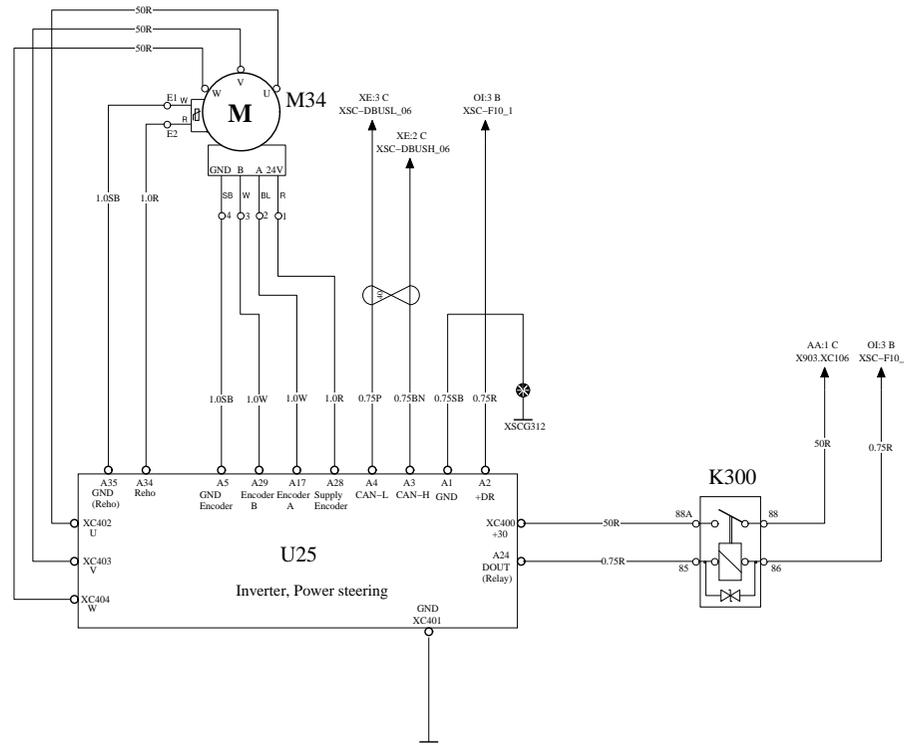 50R
50R
50R
V
W
U
M
M34
E1 W
R
E2
GND B A 24V
SB W BL R
4 3 2 1
XE:3 C
XSC–DBUSL_06
XE:2 C
XSC–DBUSH_06
OI:3 B
XSC–F10_1
1.0SB
1.0R
AA:1 C
X903.XC106
OI:3 B
XSC–F10_
1.0SB
1.0W
1.0W
1.0R
0.75P
0.75BN
0.75SB
0.75R
XSCG312
50R
0.75R
A35
GND
(Reho)
A34
Reho
A5
GND
Encoder
A29
Encoder
B
A17
Encoder
A
A28
Supply
Encoder
A4
CAN–L
A3
CAN–H
A1
GND
A2
+DR
K300
XC402
U
XC403
V
XC404
W
U25
Inverter, Power steering
XC400
+30
A24
DOUT
(Relay)
GND
XC401
50R
0.75R
88A
88
85
86